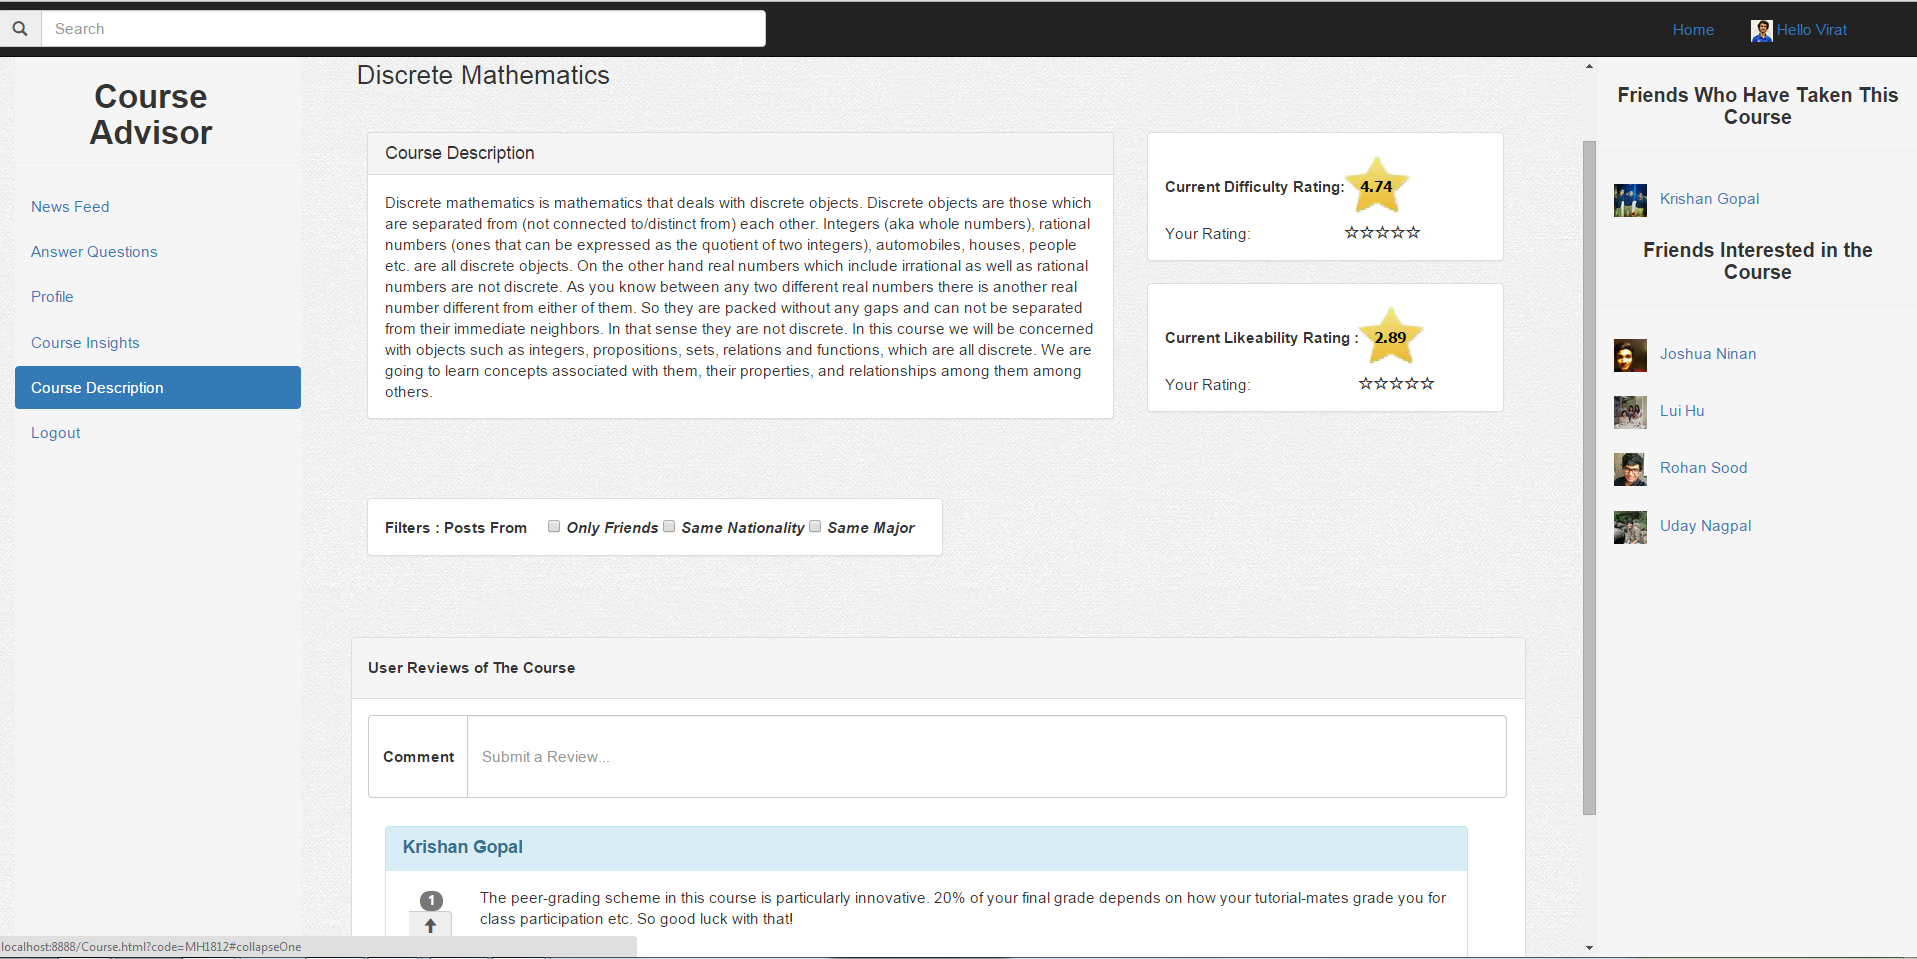 Search
Home
Hello Virat
Course
Advisor
News Feed
Answer Questions
Profile
Course Insights
Course Description
Logout
Discrete Mathematics
Course Description
Discrete mathematics is mathematics that deals with discrete objects. Discrete objects are those which
are separated from (not connected to/distinct from) each other. Integers (aka whole numbers), rational
numbers (ones that can be expressed as the quotient of two integers), automobiles, houses, people
etc. are all discrete objects. On the other hand real numbers which include irrational as well as rational
numbers are not discrete. As you know between any two different real numbers there is another real
number different from either of them. So they are packed without any gaps and can not be separated
from their immediate neighbors. In that sense they are not discrete. In this course we will be concerned
with objects such as integers, propositions, sets, relations and functions, which are all discrete. We are
going to learn concepts associated with them, their properties, and relationships among them among
others.
Current Difficulty Rating: 4.74
Your Rating: ☆☆☆☆☆
Current Likeability Rating : 2.89
Your Rating: ☆☆☆☆☆
Filters : Posts From Only Friends Same Nationality Same Major
User Reviews of The Course
Comment
Submit a Review...
Krishan Gopal
1
The peer-grading scheme in this course is particularly innovative. 20% of your final grade depends on how your tutorial-mates grade you for
class participation etc. So good luck with that!
Friends Who Have Taken This
Course
Krishan Gopal
Friends Interested in the
Course
Joshua Ninan
Lui Hu
Rohan Sood
Uday Nagpal
localhost:8888/Course.html?code=MH1812#collapseOne